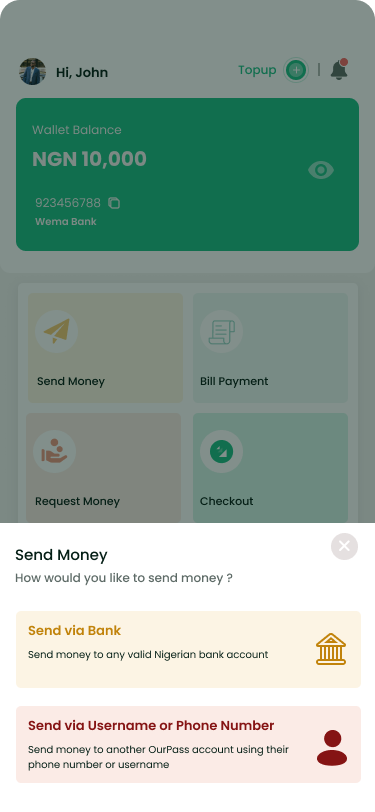 Hi, John
Topup
Wallet Balance
NGN 10,000
923456788
Wema Bank
Send Money
Bill Payment
Request Money
Checkout
Send Money
How would you like to send money ?
Send via Bank
Send money to any valid Nigerian bank account
Send via Username or Phone Number
Send money to another OurPass account using their
phone number or username